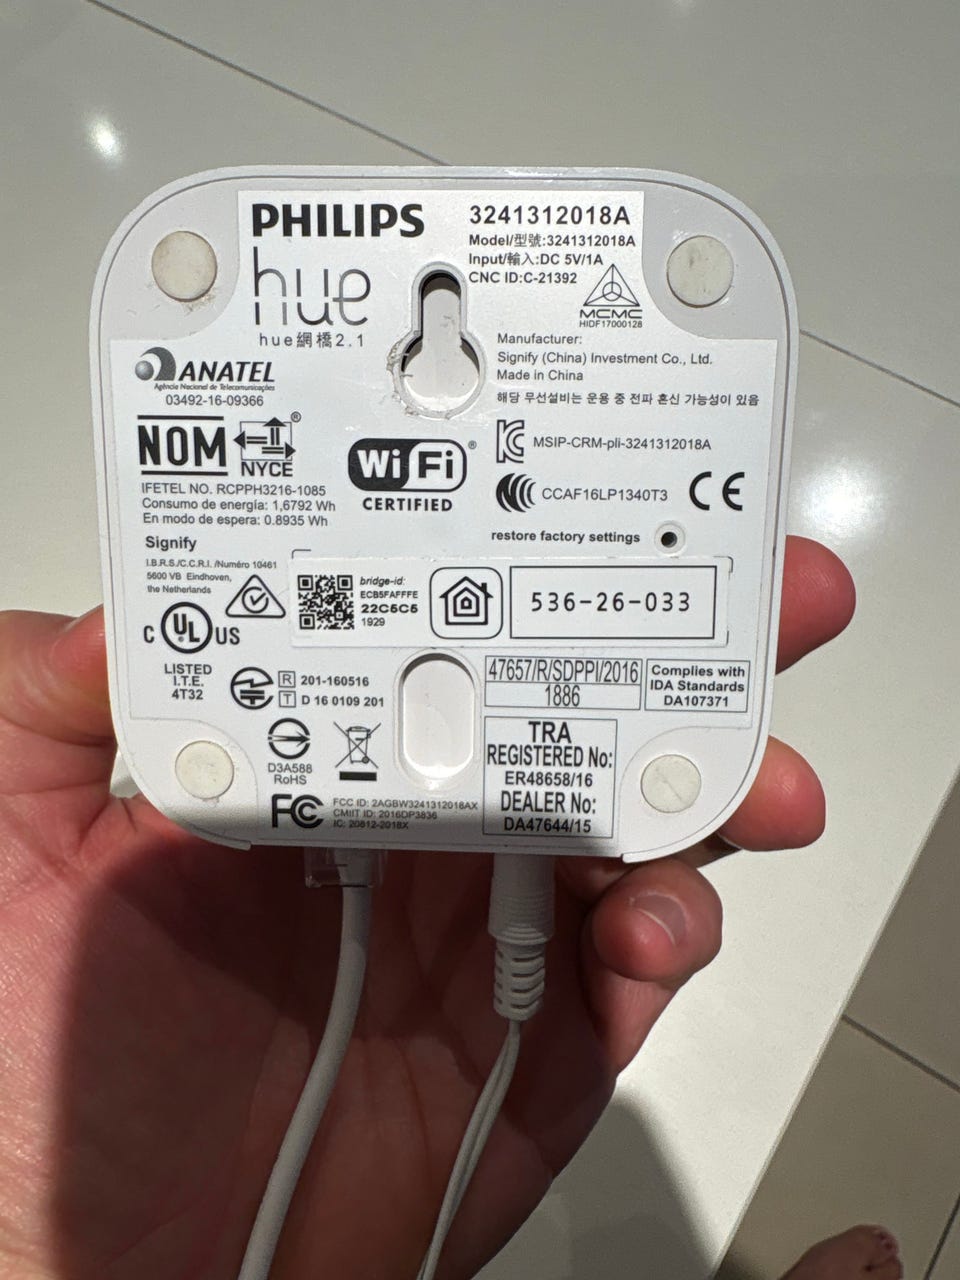 PHILIPS
hue
hue網橋2.1
3241312018A
Model/型號:3241312018A
Input/輸入:DC 5V/1A
CNC ID:C-21392
MCMC
HIDF17000128
Manufacturer:
Signify (China) Investment Co., Ltd.
Made in China
해당 무선설비는 운용 중 전파 혼신 가능성이 있음
ANATEL
Agência Nacional de Telecomunicações
03492-16-09366
NOM
NYCE®
IFETEL NO. RCPPH3216-1085
Consumo de energía: 1,6792 Wh
En modo de espera: 0.8935 Wh
WiFi®
CERTIFIED
MSIP-CRM-pli-3241312018A
CCAF16LP1340T3
CE
restore factory settings
Signify
I.B.R.S./C.C.R.I./Numéro 10461
5600 VB Eindhoven,
the Netherlands
bridge-id:
ECB5FAFFFE
22C5C5
1929
536-26-033
C UL US
LISTED
I.T.E.
4T32
R 201-160516
T D 16 0109 201
47657/R/SDPPI/2016
1886
Complies with
IDA Standards
DA107371
D3A588
RoHS
TRA
REGISTERED No:
ER48658/16
DEALER No:
DA47644/15
FC
FCC ID: 2AGBW3241312018AX
CMIIT ID: 2016DP3836
IC: 20812-2018X